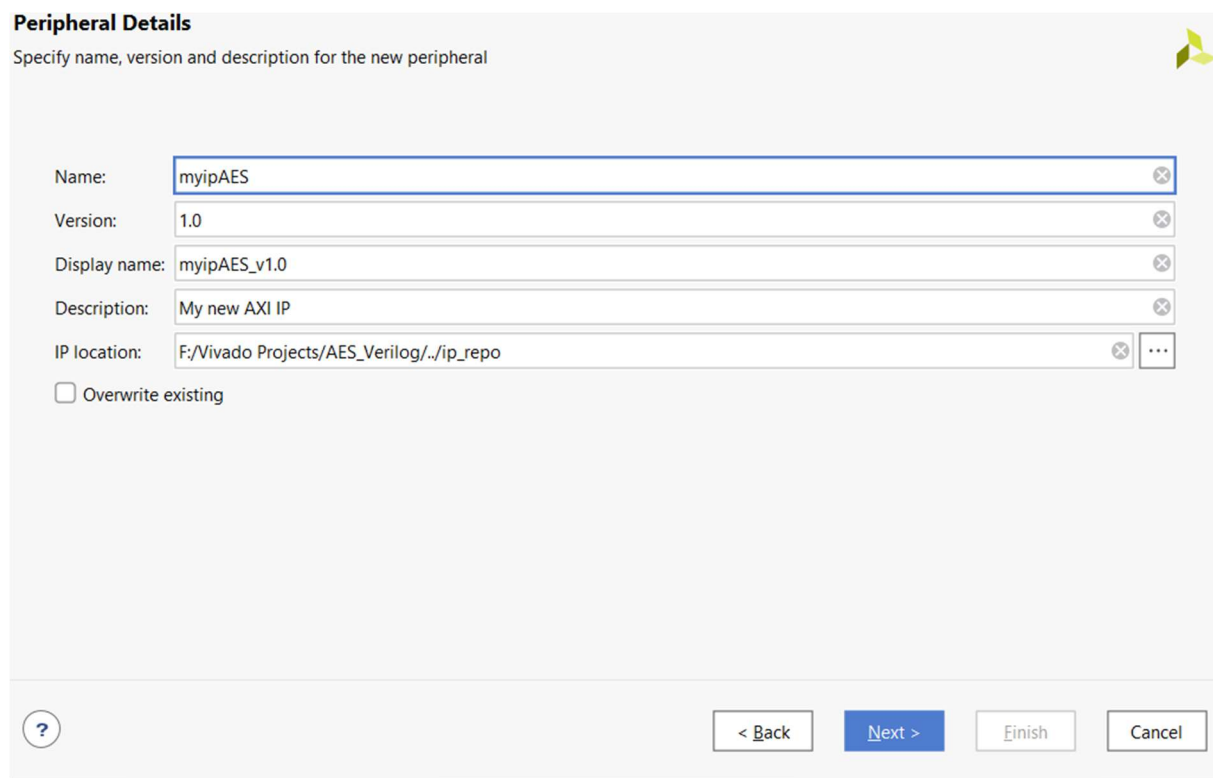 Peripheral Details
Specify name, version and description for the new peripheral
Name: myipAES
Version: 1.0
Display name: myipAES_v1.0
Description: My new AXI IP
IP location: F:/Vivado Projects/AES_Verilog/../ip_repo ...
Overwrite existing
? < Back Next > Finish Cancel